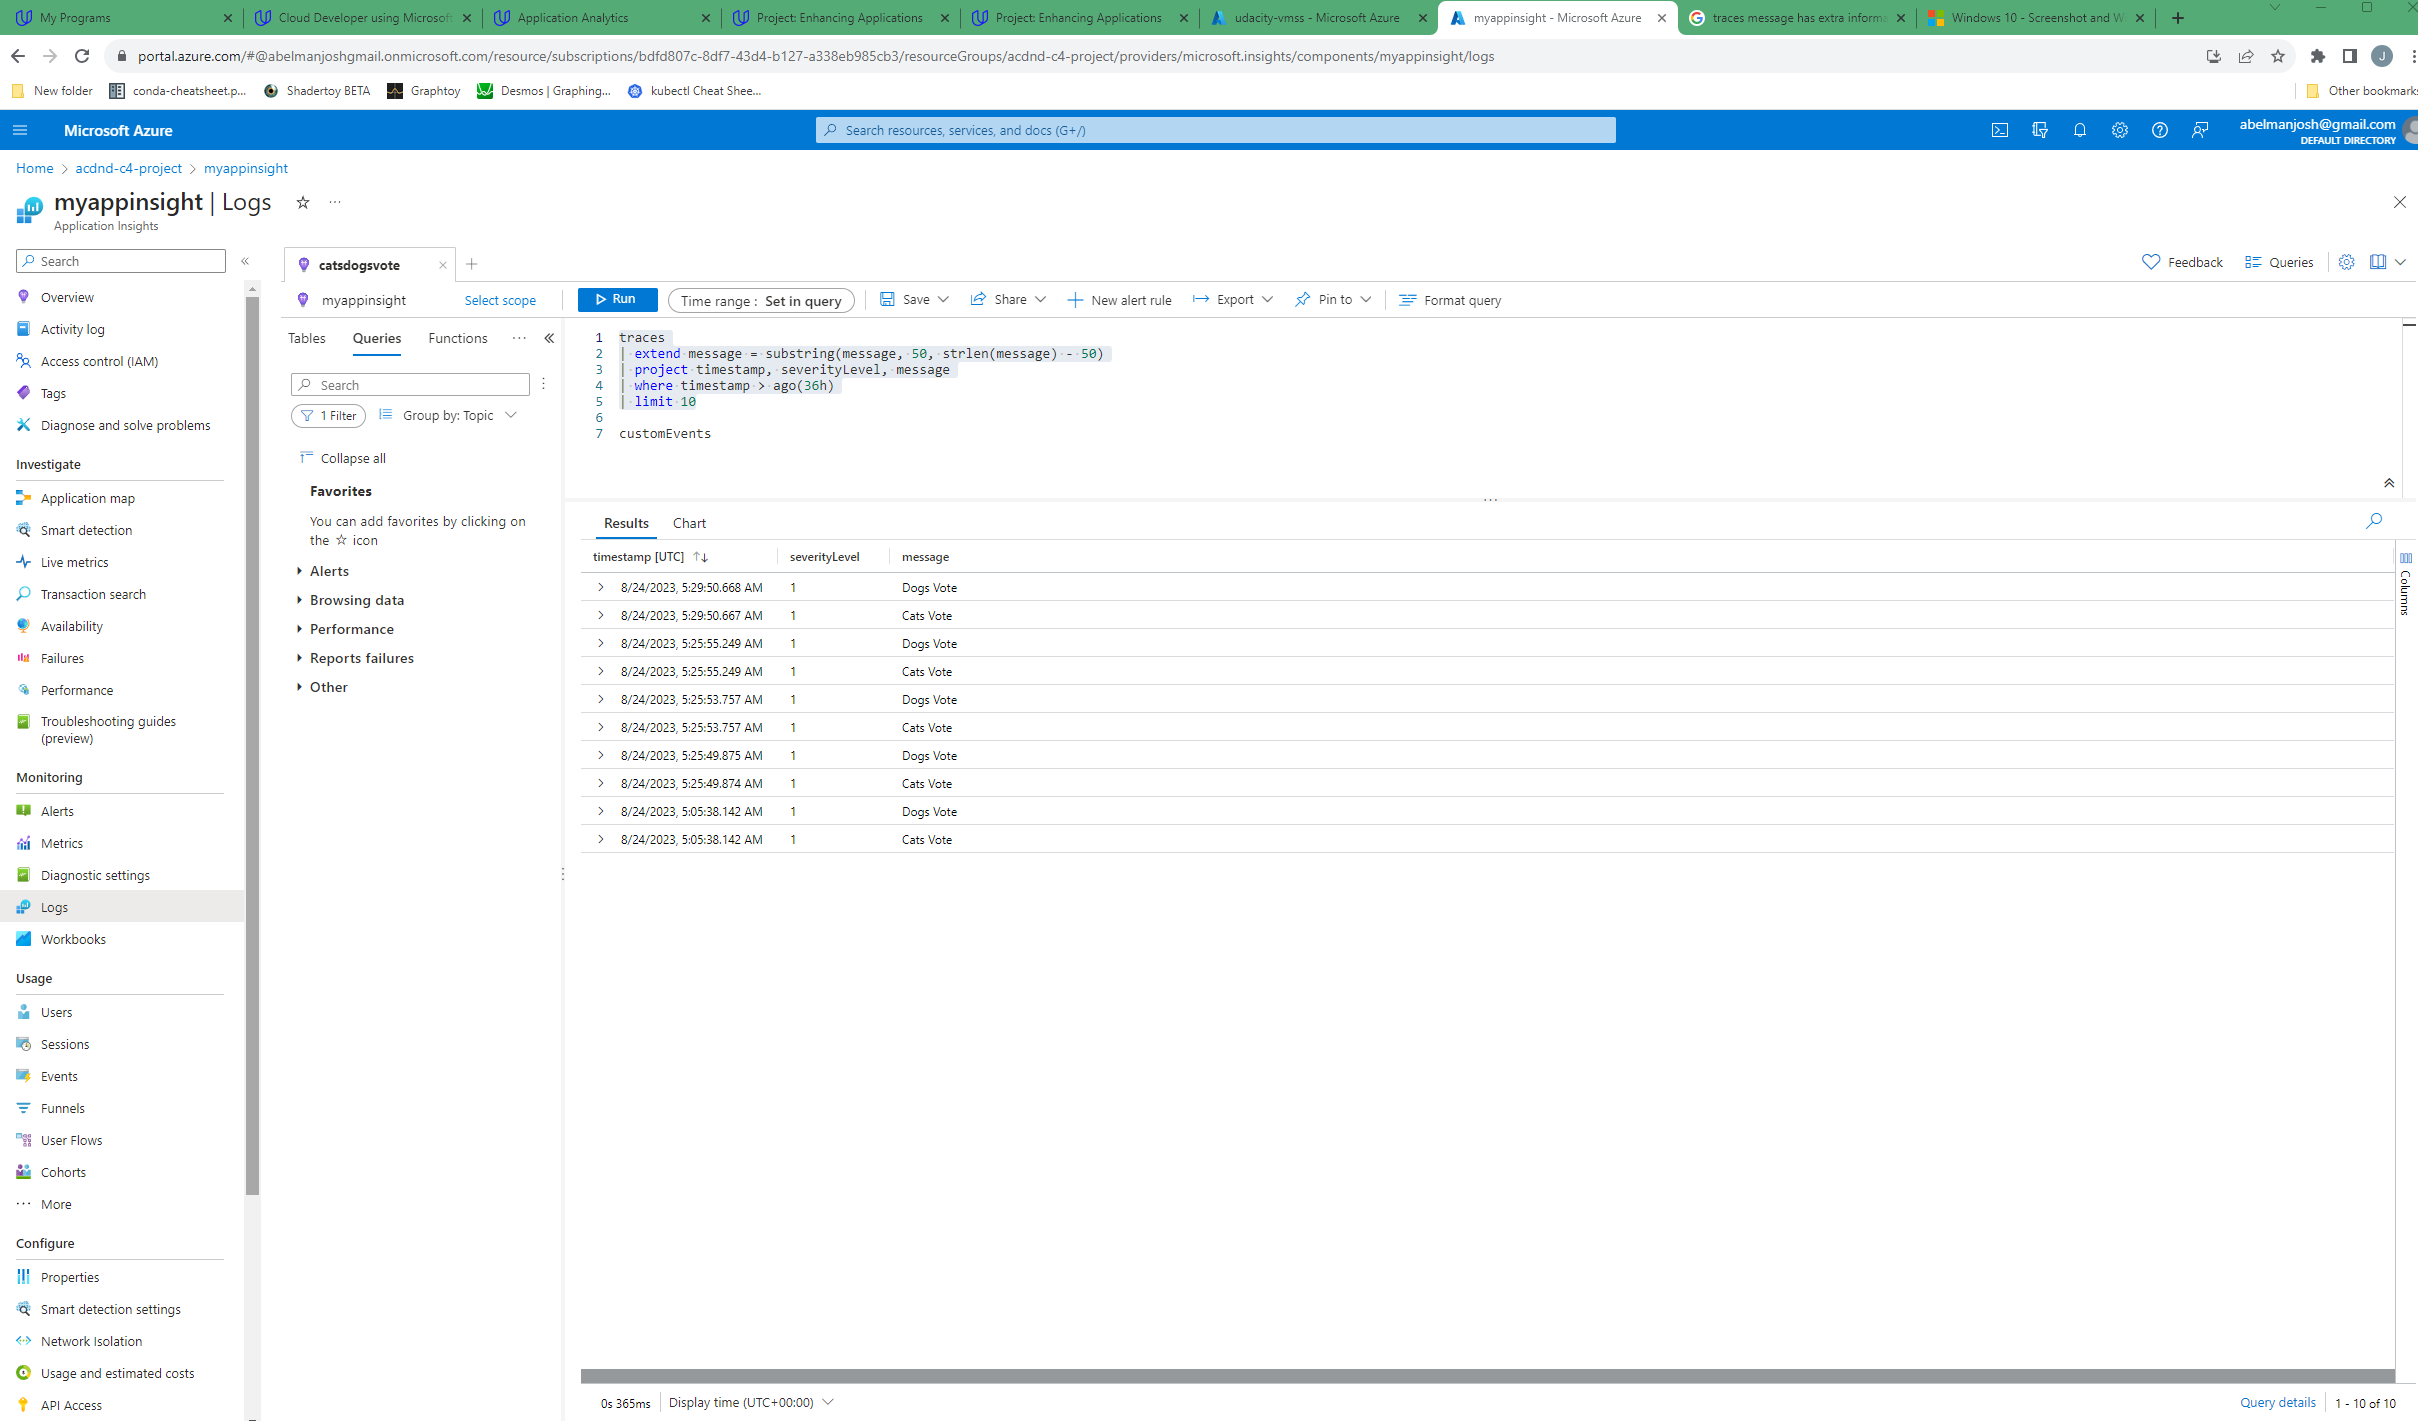 My Programs
Cloud Developer using Microsoft
Application Analytics
Project: Enhancing Applications
Project: Enhancing Applications
udacity-vmss - Microsoft Azure
myappinsight - Microsoft Azure
traces message has extra informa
Windows 10 - Screenshot and W
portal.azure.com/#@abelmanjoshgmail.onmicrosoft.com/resource/subscriptions/bdfd807c-8df7-43d4-b127-a338eb985cb3/resourceGroups/acdnd-c4-project/providers/microsoft.insights/components/myappinsight/logs
J
New folder
conda-cheatsheet.p...
Shadertoy BETA
Graphtoy
Desmos | Graphing...
kubectl Cheat Shee...
Other bookmarks
Microsoft Azure
Search resources, services, and docs (G+/)
abelmanjosh@gmail.com
DEFAULT DIRECTORY
Home > acdnd-c4-project > myappinsight
myappinsight | Logs
Application Insights
Search
Overview
Activity log
Access control (IAM)
Tags
Diagnose and solve problems
Investigate
Application map
Smart detection
Live metrics
Transaction search
Availability
Failures
Performance
Troubleshooting guides
(preview)
Monitoring
Alerts
Metrics
Diagnostic settings
Logs
Workbooks
Usage
Users
Sessions
Events
Funnels
User Flows
Cohorts
More
Configure
Properties
Smart detection settings
Network Isolation
Usage and estimated costs
API Access
catsdogsvote
Feedback
Queries
myappinsight
Select scope
Run
Time range : Set in query
Save
Share
New alert rule
Export
Pin to
Format query
Tables
Queries
Functions
Search
1 Filter
Group by: Topic
Collapse all
Favorites
You can add favorites by clicking on
the ☆ icon
Alerts
Browsing data
Performance
Reports failures
Other
1 traces
2 | extend message = substring(message, 50, strlen(message) - 50)
3 | project timestamp, severityLevel, message
4 | where timestamp > ago(36h)
5 | limit 10
6
7 customEvents
Results
Chart
timestamp [UTC] severityLevel message
8/24/2023, 5:29:50.668 AM 1 Dogs Vote
8/24/2023, 5:29:50.667 AM 1 Cats Vote
8/24/2023, 5:25:55.249 AM 1 Dogs Vote
8/24/2023, 5:25:55.249 AM 1 Cats Vote
8/24/2023, 5:25:53.757 AM 1 Dogs Vote
8/24/2023, 5:25:53.757 AM 1 Cats Vote
8/24/2023, 5:25:49.875 AM 1 Dogs Vote
8/24/2023, 5:25:49.874 AM 1 Cats Vote
8/24/2023, 5:05:38.142 AM 1 Dogs Vote
8/24/2023, 5:05:38.142 AM 1 Cats Vote
Columns
0s 365ms
Display time (UTC+00:00)
Query details
1 - 10 of 10